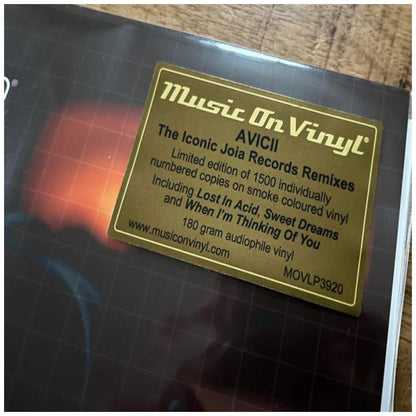 Music On Vinyl®
AVICII
The Iconic Joia Records Remixes
Limited edition of 1500 individually
numbered copies on smoke coloured vinyl
Including Lost In Acid, Sweet Dreams
and When I'm Thinking Of You
180 gram audiophile vinyl
www.musiconvinyl.com
MOVLP3920